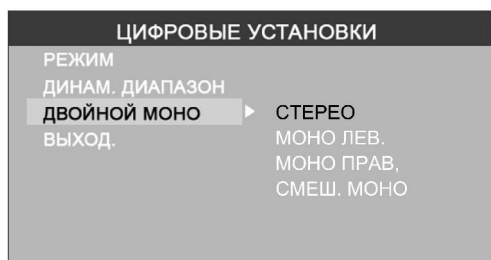 ЦИФРОВЫЕ УСТАНОВКИ
РЕЖИМ
ДИНАМ. ДИАПАЗОН
ДВОЙНОЙ МОНО СТЕРЕО
ВЫХОД. МОНО ЛЕВ.
МОНО ПРАВ,
СМЕШ. МОНО